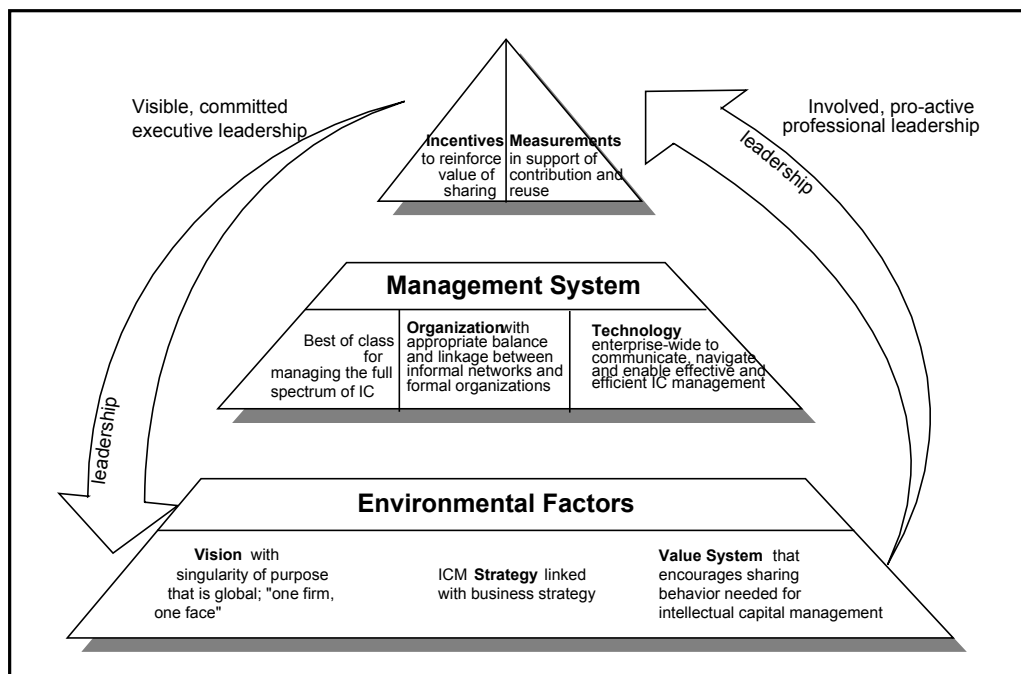 Visible, committed
executive leadership
Involved, pro-active
professional leadership
leadership
leadership
Incentives
to reinforce
value of
sharing
Measurements
in support of
contribution and
reuse
Management System
Best of class
for
managing the full
spectrum of IC
Organization with
appropriate balance
and linkage between
informal networks and
formal organizations
Technology
enterprise-wide to
communicate, navigate
and enable effective and
efficient IC management
Environmental Factors
Vision with
singularity of purpose
that is global; "one firm,
one face"
ICM Strategy linked
with business strategy
Value System that
encourages sharing
behavior needed for
intellectual capital management